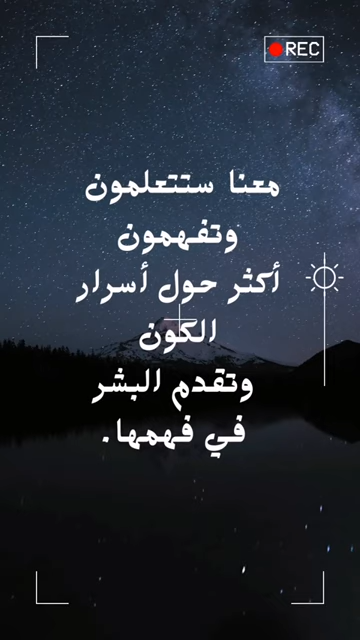 REC
معنا ستتعلمون
وتفهمون
أكثر حول أسرار
الكون
وتقدم البشر
في فهمها.